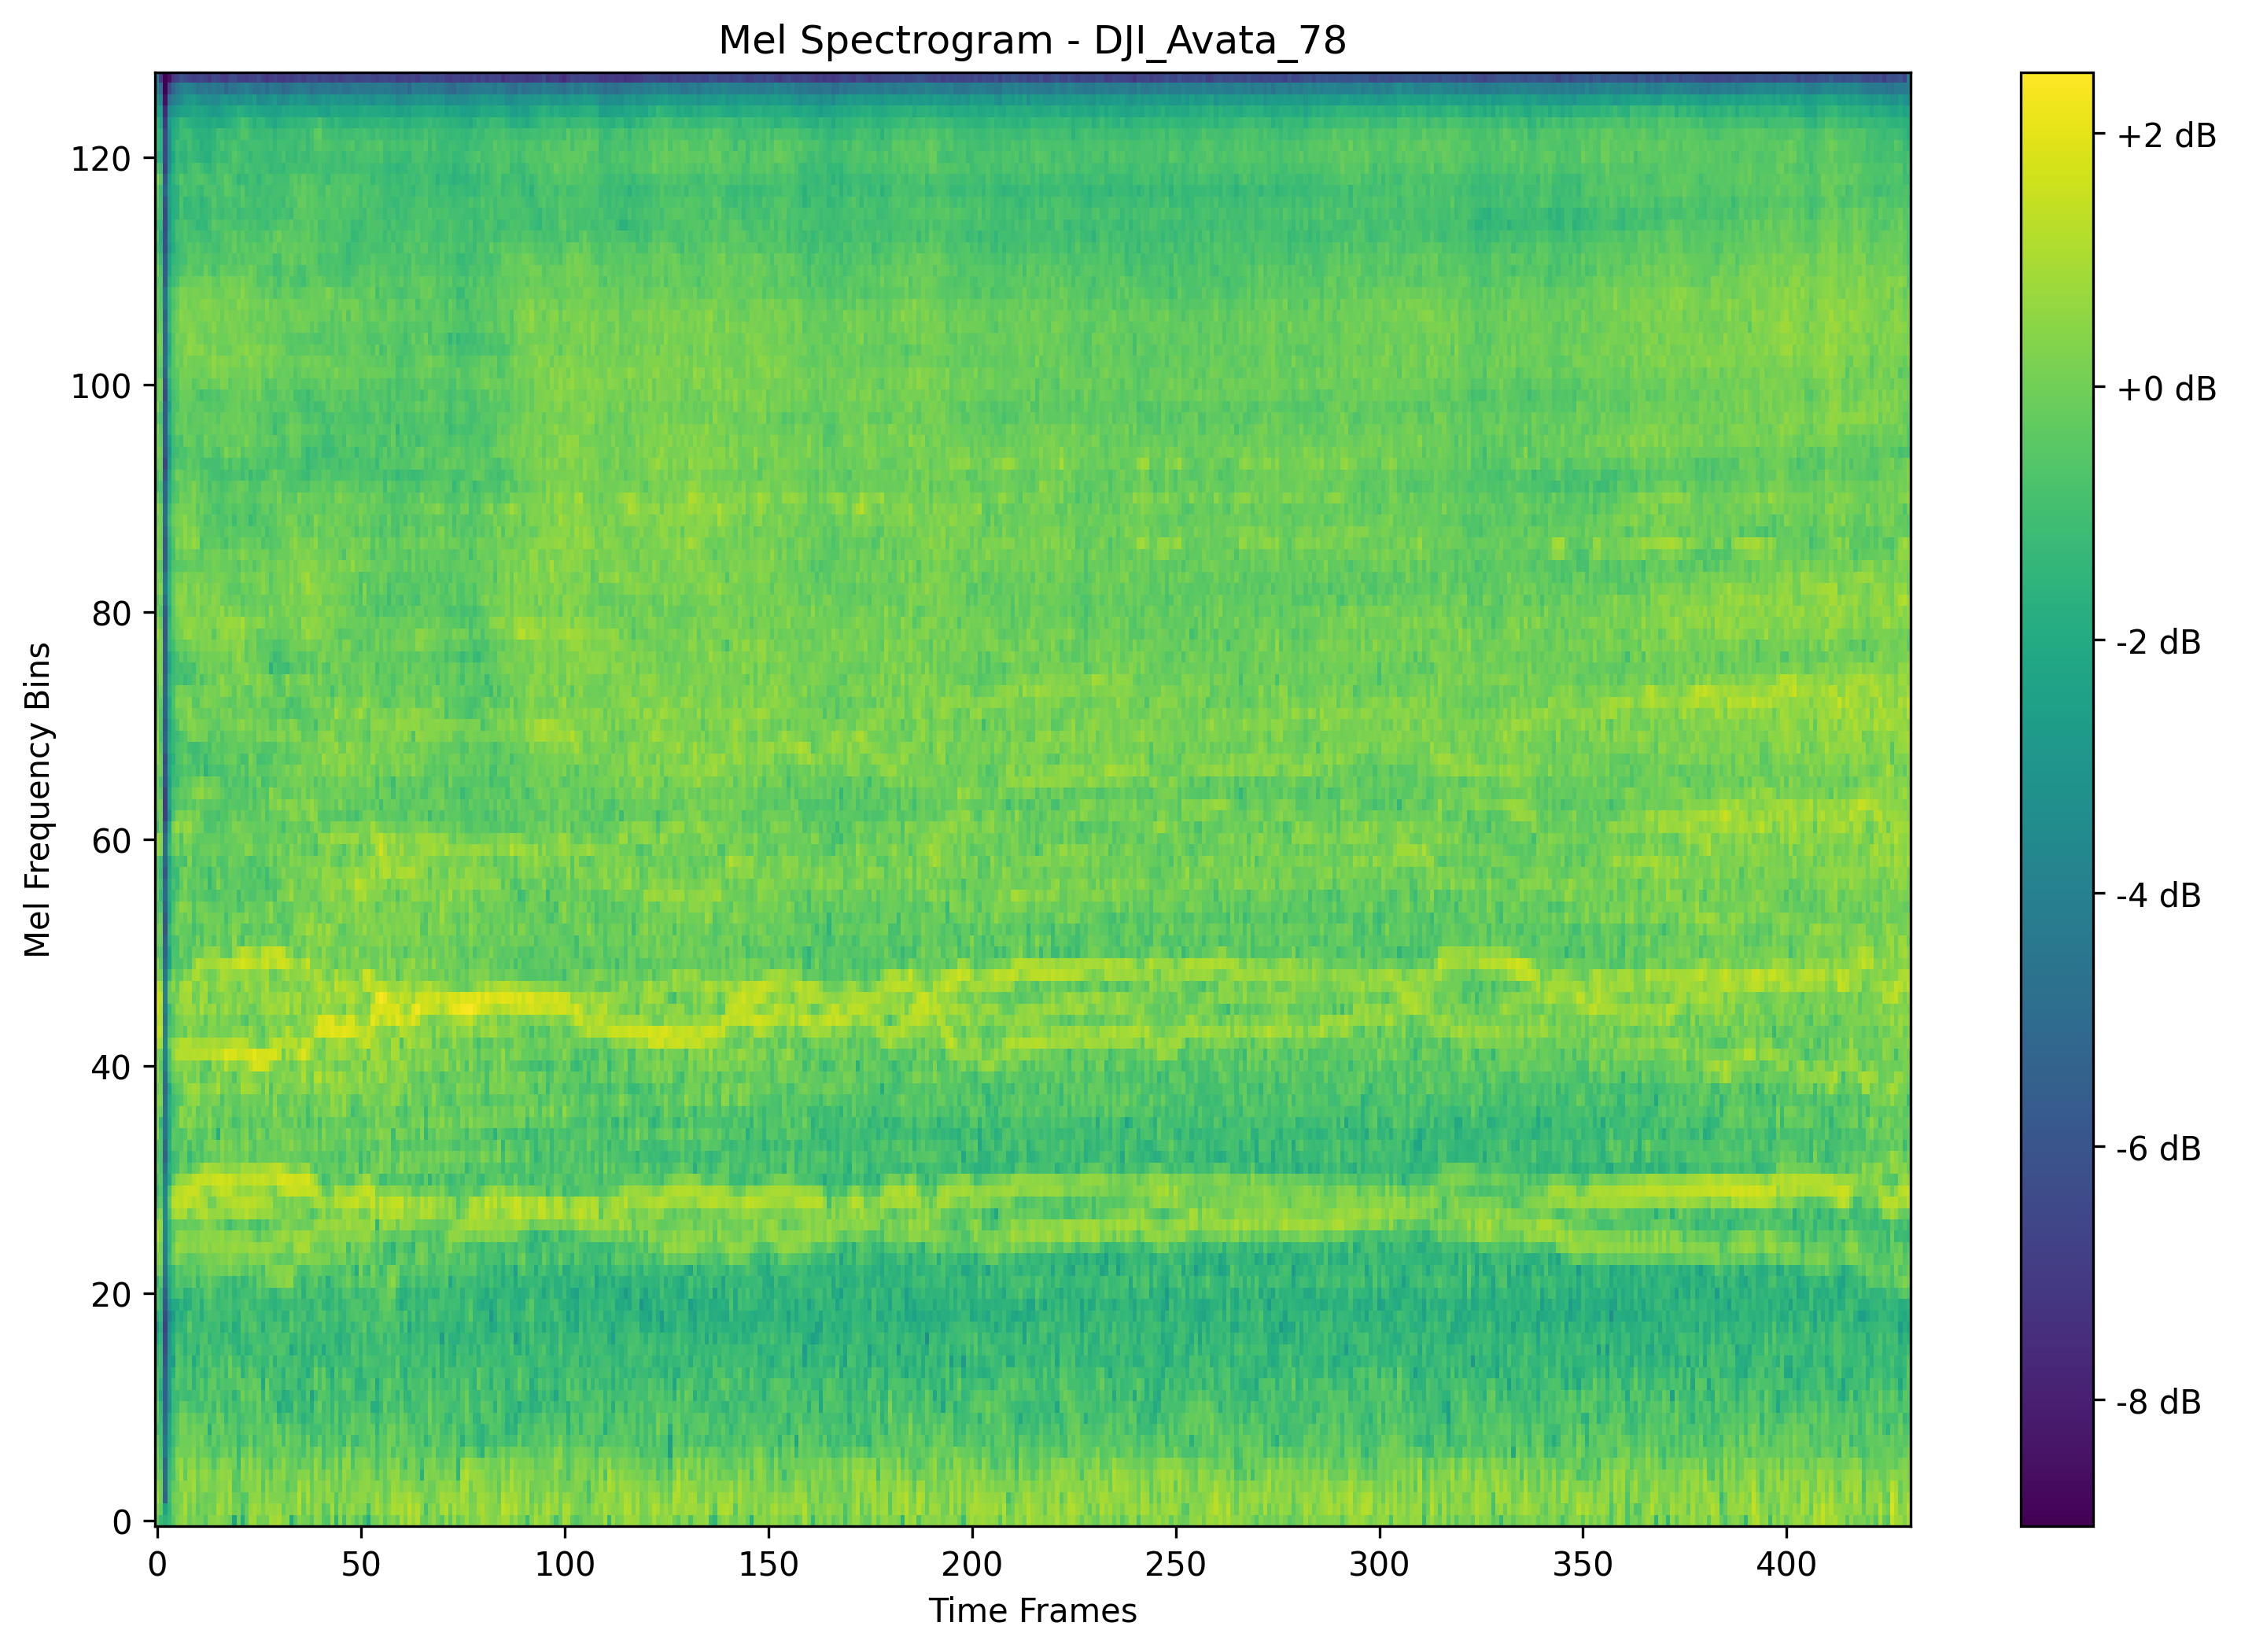 Mel Spectrogram - DJI_Avata_78
Mel Frequency Bins
120
100
80
60
40
20
0
0 50 100 150 200 250 300 350 400
Time Frames
+2 dB
+0 dB
-2 dB
-4 dB
-6 dB
-8 dB